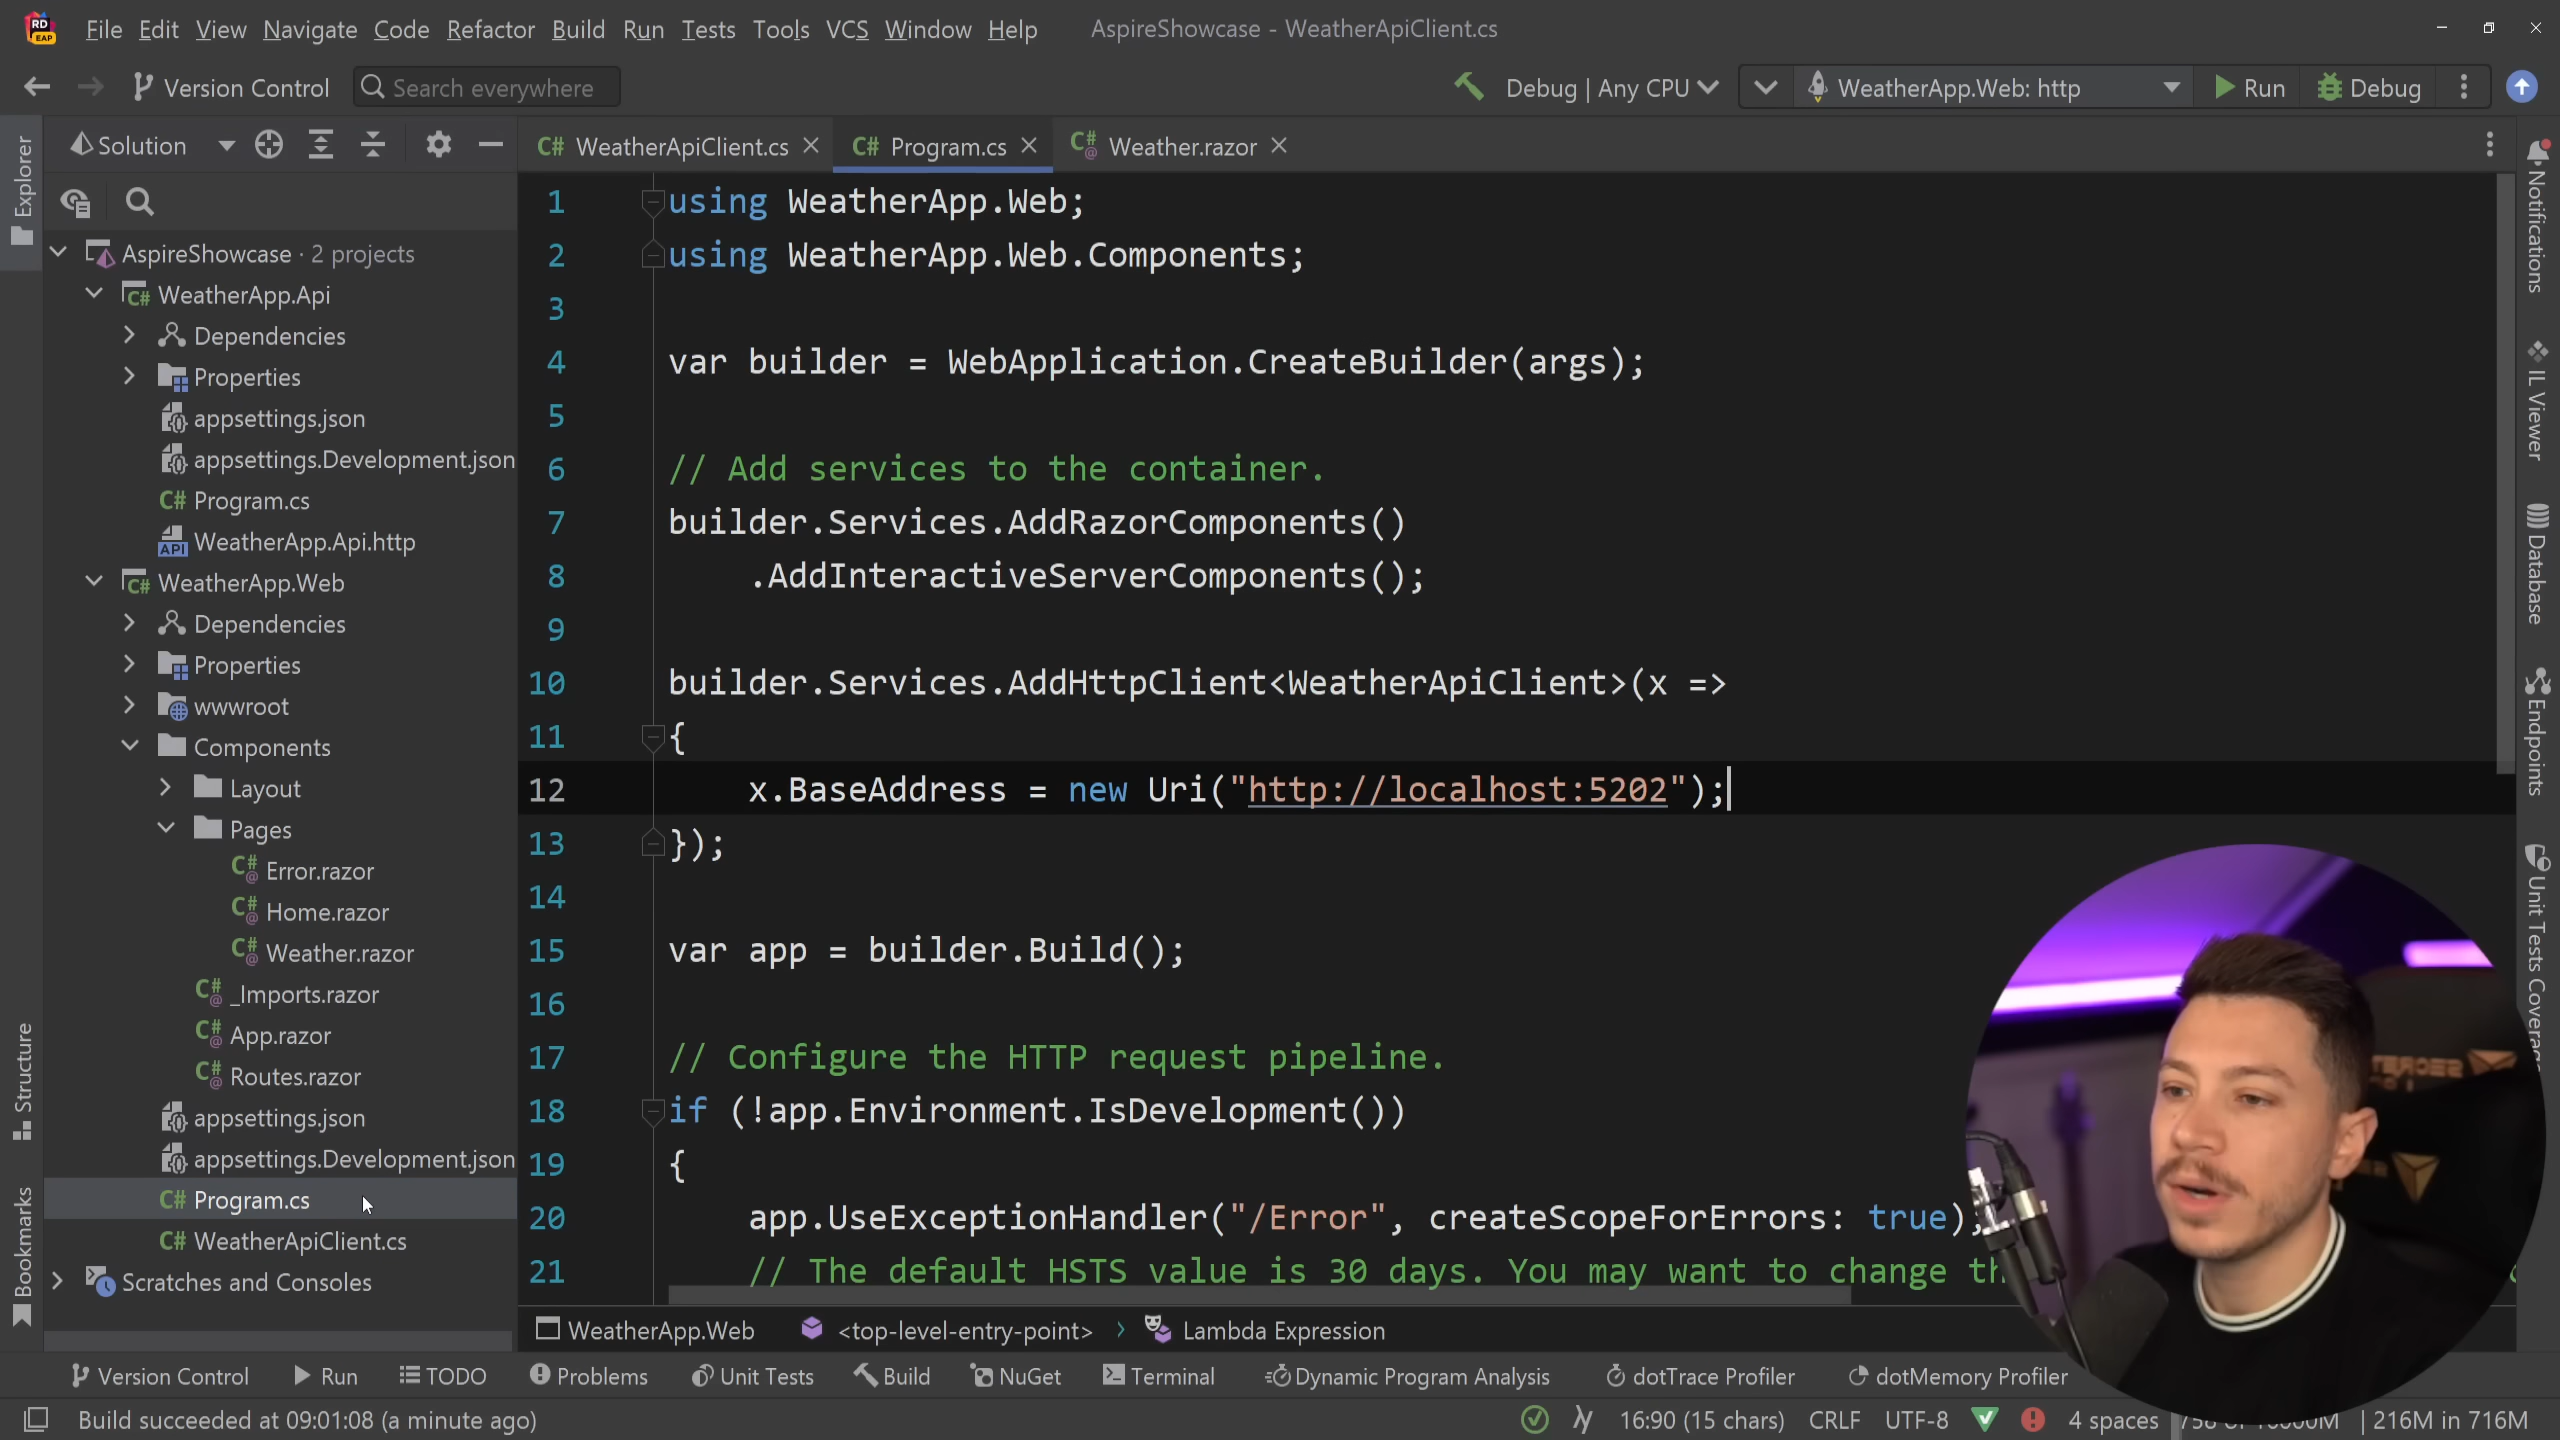 File Edit View Navigate Code Refactor Build Run Tests Tools VCS Window Help AspireShowcase - WeatherApiClient.cs
Version Control Search everywhere Debug | Any CPU WeatherApp.Web: http Run Debug
Explorer
Solution
WeatherApiClient.cs Program.cs Weather.razor
AspireShowcase · 2 projects
WeatherApp.Api
Dependencies
Properties
appsettings.json
appsettings.Development.json
Program.cs
WeatherApp.Api.http
WeatherApp.Web
Dependencies
Properties
wwwroot
Components
Layout
Pages
Error.razor
Home.razor
Weather.razor
_Imports.razor
App.razor
Routes.razor
appsettings.json
appsettings.Development.json
Program.cs
WeatherApiClient.cs
Scratches and Consoles
Structure
Bookmarks
1 using WeatherApp.Web;
2 using WeatherApp.Web.Components;
3
4 var builder = WebApplication.CreateBuilder(args);
5
6 // Add services to the container.
7 builder.Services.AddRazorComponents()
8 .AddInteractiveServerComponents();
9
10 builder.Services.AddHttpClient<WeatherApiClient>(x =>
11 {
12 x.BaseAddress = new Uri("http://localhost:5202");
13 });
14
15 var app = builder.Build();
16
17 // Configure the HTTP request pipeline.
18 if (!app.Environment.IsDevelopment())
19 {
20 app.UseExceptionHandler("/Error", createScopeForErrors: true);
21 // The default HSTS value is 30 days. You may want to change th
Notifications
IL Viewer
Database
Endpoints
Unit Tests Coverage
WeatherApp.Web <top-level-entry-point> Lambda Expression
Version Control Run TODO Problems Unit Tests Build NuGet Terminal Dynamic Program Analysis dotTrace Profiler dotMemory Profiler
Build succeeded at 09:01:08 (a minute ago) 16:90 (15 chars) CRLF UTF-8 4 spaces 216M in 716M